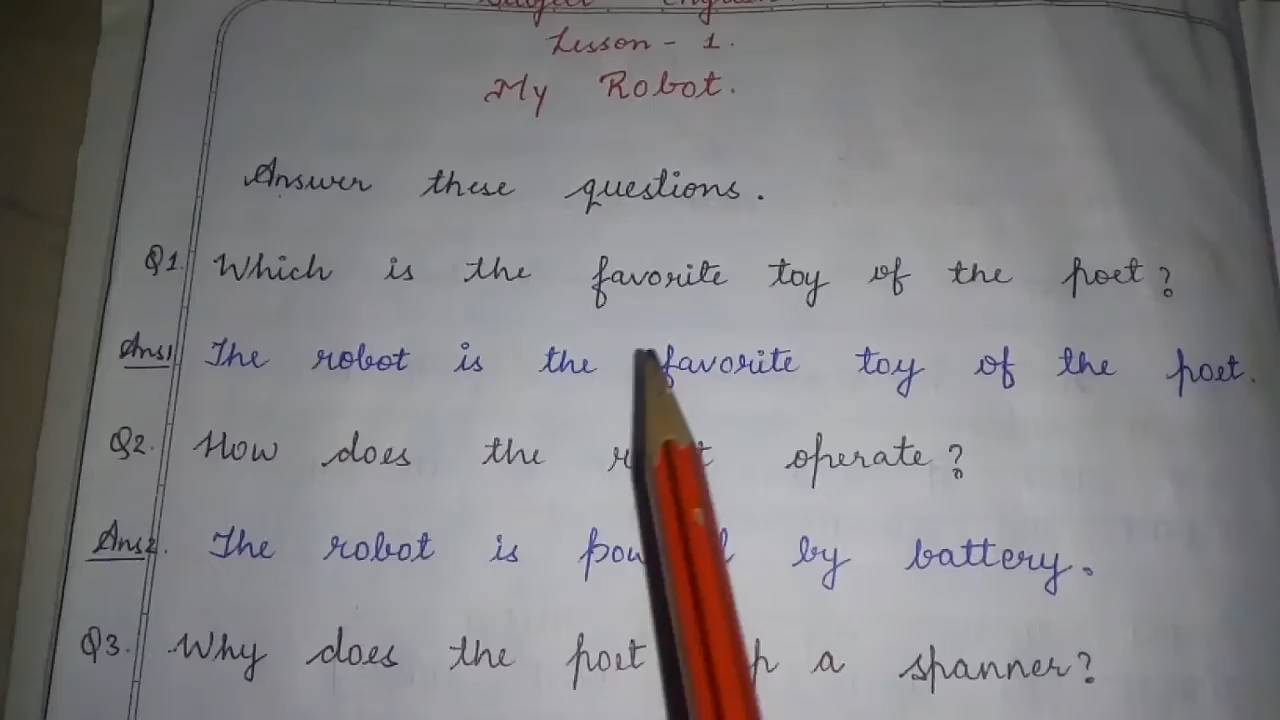 Subject English
Lesson - 1.
My Robot.
Answer these questions.
Q1. Which is the favorite toy of the poet?
Ans1 The robot is the favorite toy of the poet.
Q2. How does the operate?
Ans2. The robot is by battery.
Q3. Why does the poet a spanner?